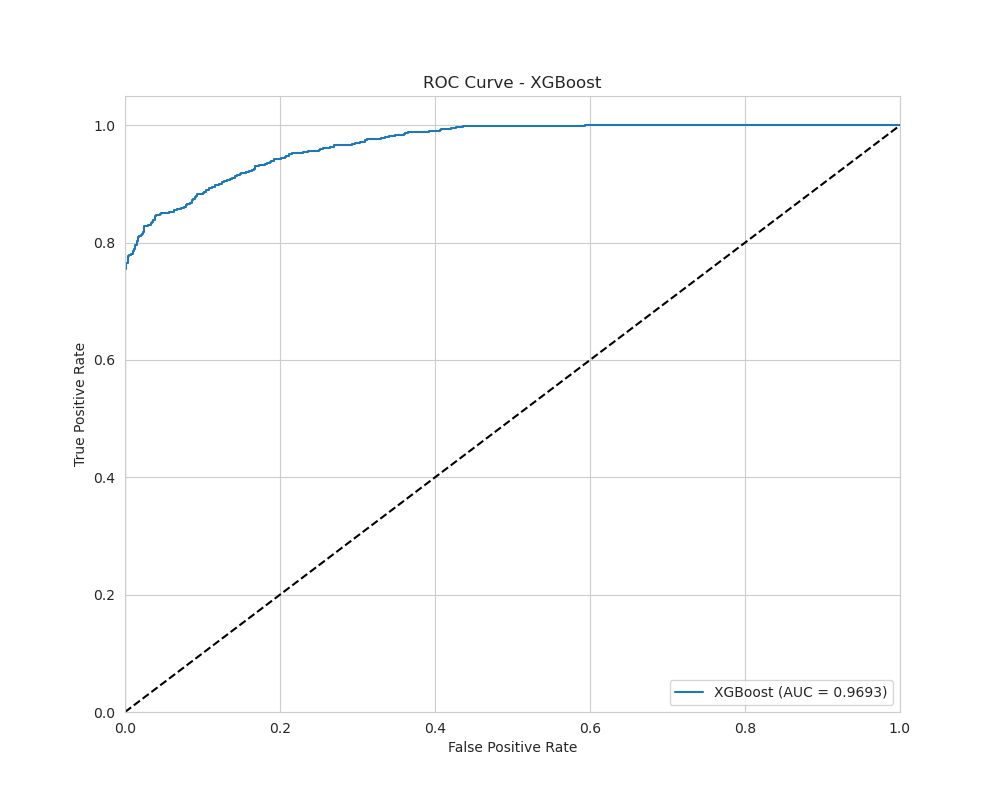 ROC Curve - XGBoost
1.0
0.8
0.6
0.4
0.2
0.0
True Positive Rate
0.0 0.2 0.4 0.6 0.8 1.0
False Positive Rate
XGBoost (AUC = 0.9693)